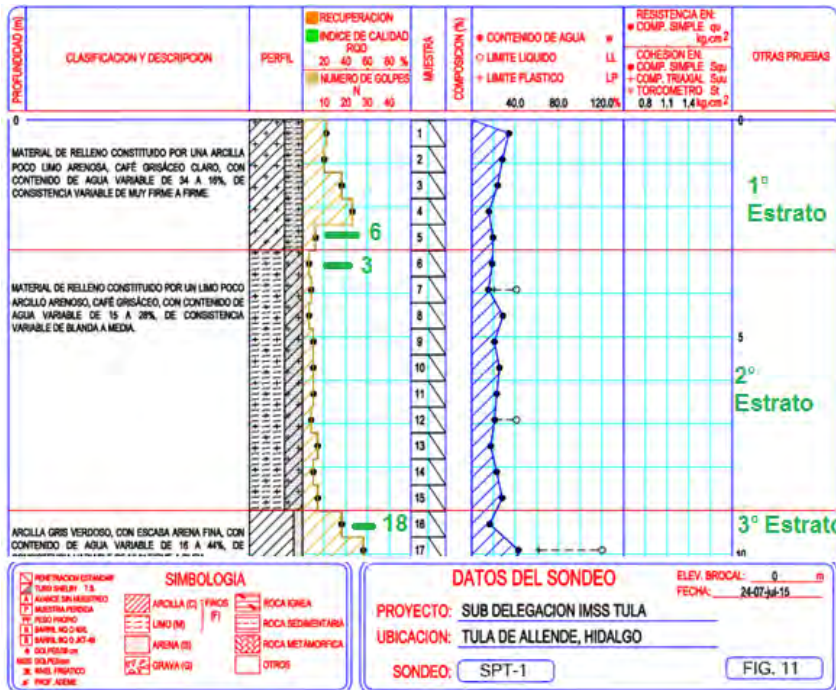 PROFUNDIDAD (m)
CLASIFICACION Y DESCRIPCION
PERFIL
RECUPERACION
INDICE DE CALIDAD
RQD
20 40 60 80 %
NUMERO DE GOLPES
N
10 20 30 40
MUESTRA
COMPOSICION (%)
CONTENIDO DE AGUA w
LIMITE LIQUIDO LL
LIMITE PLASTICO LP
40.0 80.0 120.0%
RESISTENCIA EN:
COMP. SIMPLE qu
kg/cm 2
COHESION EN:
COMP. SIMPLE Squ
COMP. TRIAXIAL Suu
TORCOMETRO St
0.8 1.1 1.4 kg/cm 2
OTRAS PRUEBAS
0
0
MATERIAL DE RELLENO CONSTITUIDO POR UNA ARCILLA
POCO LIMO ARENOSA, CAFÉ GRISÁCEO CLARO, CON
CONTENIDO DE AGUA VARIABLE DE 34 A 16%, DE
CONSISTENCIA VARIABLE DE MUY FIRME A FIRME.
1
2
3
4
5
6
1° Estrato
MATERIAL DE RELLENO CONSTITUIDO POR UN LIMO POCO
ARCILLO ARENOSO, CAFÉ GRISÁCEO, CON CONTENIDO DE
AGUA VARIABLE DE 15 A 28%, DE CONSISTENCIA
VARIABLE DE BLANDA A MEDIA.
3
6
7
8
9
10
11
12
13
14
15
5
2° Estrato
ARCILLA GRIS VERDOSO, CON ESCASA ARENA FINA, CON
CONTENIDO DE AGUA VARIABLE DE 16 A 44%, DE
18
16
17
3° Estrato
10
SIMBOLOGIA
PENETRACION ESTANDAR
TUBO SHELBY T.S.
AVANCE SIN MUESTREO
MUESTRA PERDIDA
PESO PROPIO
ARCILLA (C)
LIMO (M)
ARENA (S)
GRAVA (G)
FINOS
(F)
ROCA IGNEA
ROCA SEDIMENTARIA
ROCA METAMORFICA
OTROS
DATOS DEL SONDEO
ELEV. BROCAL: 0 m
FECHA: 24-07-jul-15
PROYECTO: SUB DELEGACION IMSS TULA
UBICACION: TULA DE ALLENDE, HIDALGO
SONDEO: SPT-1
FIG. 11